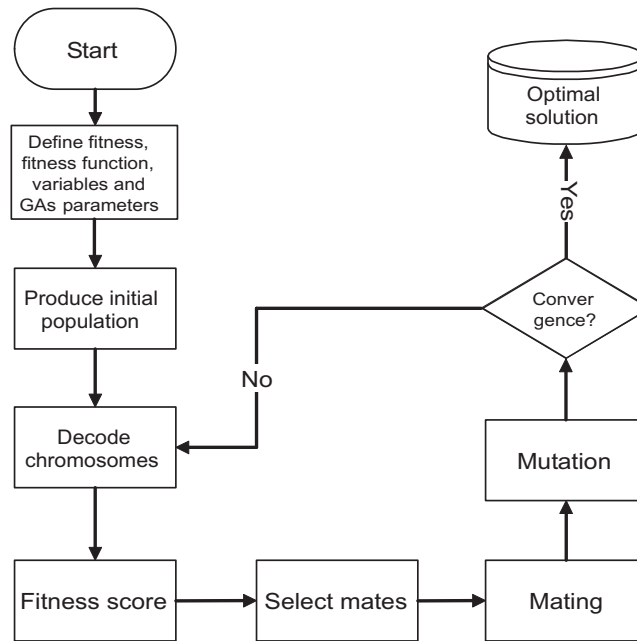 Start
Define fitness,
fitness function,
variables and
GAs parameters
Produce initial
population
Decode
chromosomes
Fitness score
Select mates
Mating
Mutation
Conver
gence?
No
Yes
Optimal
solution